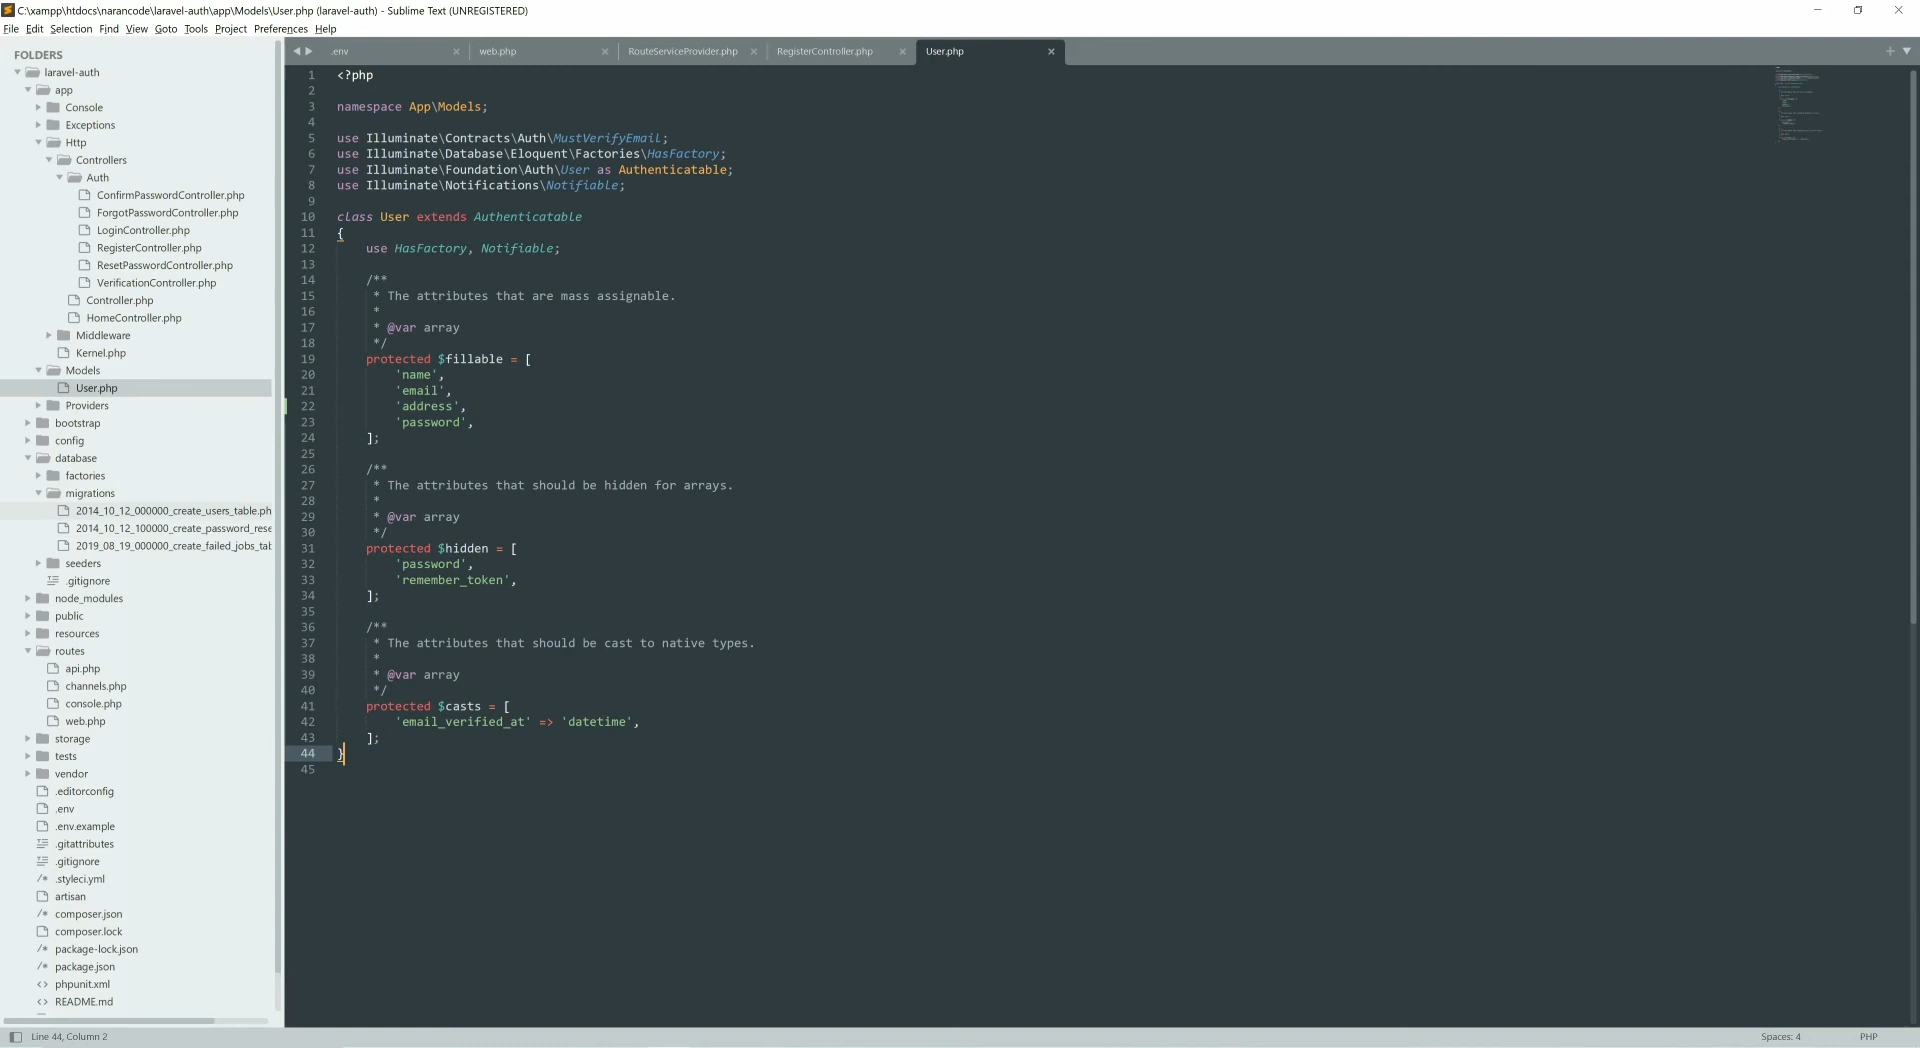 C:\xampp\htdocs\narancode\laravel-auth\app\Models\User.php (laravel-auth) - Sublime Text (UNREGISTERED)
File Edit Selection Find View Goto Tools Project Preferences Help
FOLDERS
laravel-auth
app
Console
Exceptions
Http
Controllers
Auth
ConfirmPasswordController.php
ForgotPasswordController.php
LoginController.php
RegisterController.php
ResetPasswordController.php
VerificationController.php
Controller.php
HomeController.php
Middleware
Kernel.php
Models
User.php
Providers
bootstrap
config
database
factories
migrations
2014_10_12_000000_create_users_table.ph
2014_10_12_100000_create_password_rese
2019_08_19_000000_create_failed_jobs_tab
seeders
.gitignore
node_modules
public
resources
routes
api.php
channels.php
console.php
web.php
storage
tests
vendor
.editorconfig
.env
.env.example
.gitattributes
.gitignore
.styleci.yml
artisan
composer.json
composer.lock
package-lock.json
package.json
phpunit.xml
README.md
.env web.php RouteServiceProvider.php RegisterController.php User.php
1 <?php
2
3 namespace App\Models;
4
5 use Illuminate\Contracts\Auth\MustVerifyEmail;
6 use Illuminate\Database\Eloquent\Factories\HasFactory;
7 use Illuminate\Foundation\Auth\User as Authenticatable;
8 use Illuminate\Notifications\Notifiable;
9
10 class User extends Authenticatable
11 {
12 use HasFactory, Notifiable;
13
14 /**
15 * The attributes that are mass assignable.
16 *
17 * @var array
18 */
19 protected $fillable = [
20 'name',
21 'email',
22 'address',
23 'password',
24 ];
25
26 /**
27 * The attributes that should be hidden for arrays.
28 *
29 * @var array
30 */
31 protected $hidden = [
32 'password',
33 'remember_token',
34 ];
35
36 /**
37 * The attributes that should be cast to native types.
38 *
39 * @var array
40 */
41 protected $casts = [
42 'email_verified_at' => 'datetime',
43 ];
44 }
45
Line 44, Column 2 Spaces: 4 PHP